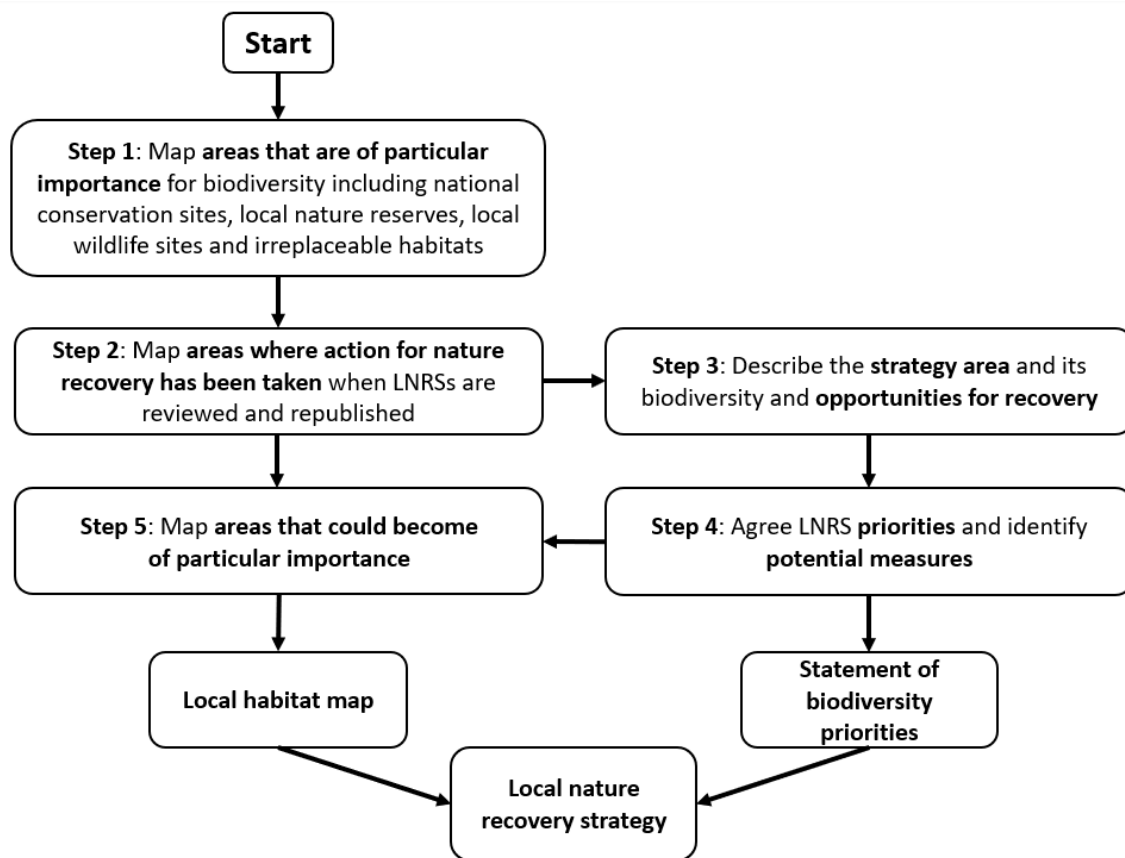 Start
Step 1: Map areas that are of particular
importance for biodiversity including national
conservation sites, local nature reserves, local
wildlife sites and irreplaceable habitats
Step 2: Map areas where action for nature
recovery has been taken when LNRSs are
reviewed and republished
Step 3: Describe the strategy area and its
biodiversity and opportunities for recovery
Step 4: Agree LNRS priorities and identify
potential measures
Step 5: Map areas that could become
of particular importance
Local habitat map
Statement of
biodiversity
priorities
Local nature
recovery strategy